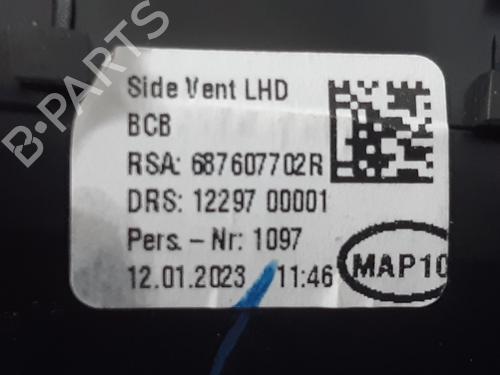 Side Vent LHD
BCB
RSA: 687607702R
DRS: 12297 00001
Pers. - Nr: 1097
12.01.2023 11:46
MAP10
B-PARTS